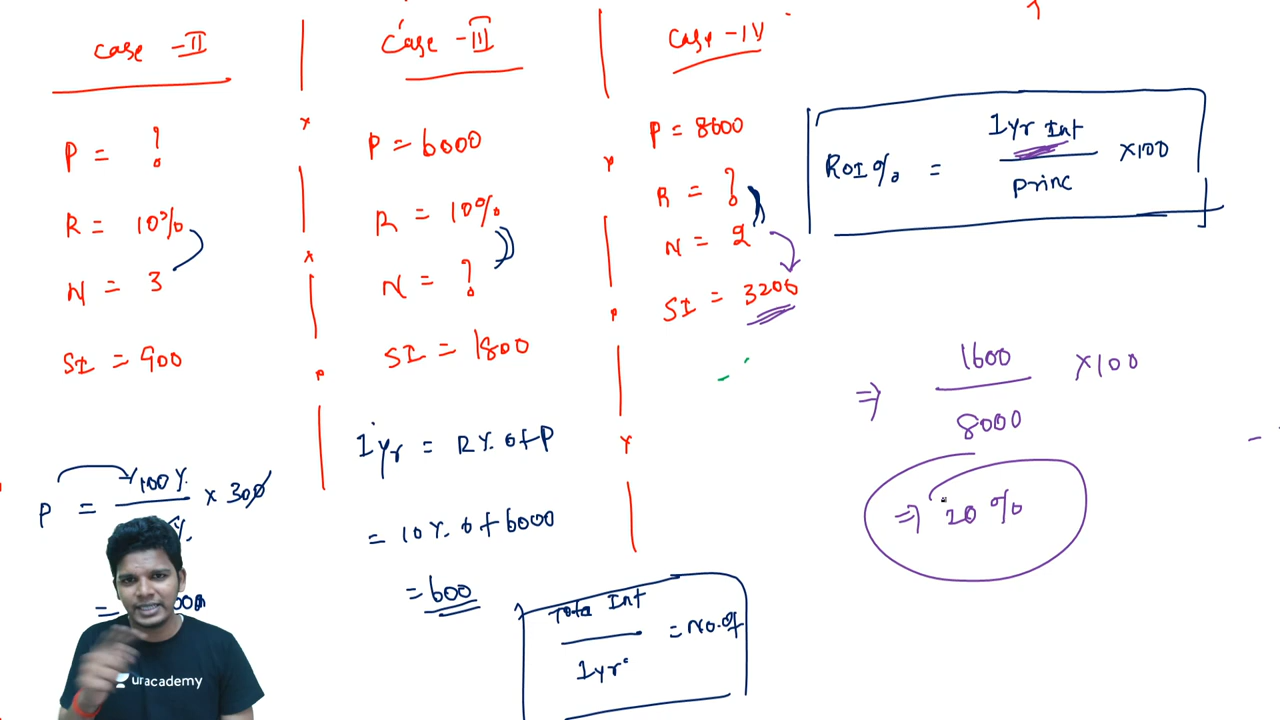 Case - II
P = ?
R = 10%
N = 3
SI = 900
P = 100% × 300
%.
=
Case - III
P = 6000
R = 10%
N = ?
SI = 1800
1yr = R% of P
= 10% of 6000
= 600
Total Int
1yr
= No. of
Case - IV
P = 8000
R = ?
N = 2
SI = 3200
ROI % = 1yr Int × 100
Princ
⇒ 1600 × 100
8000
⇒ 20 %
uracademy